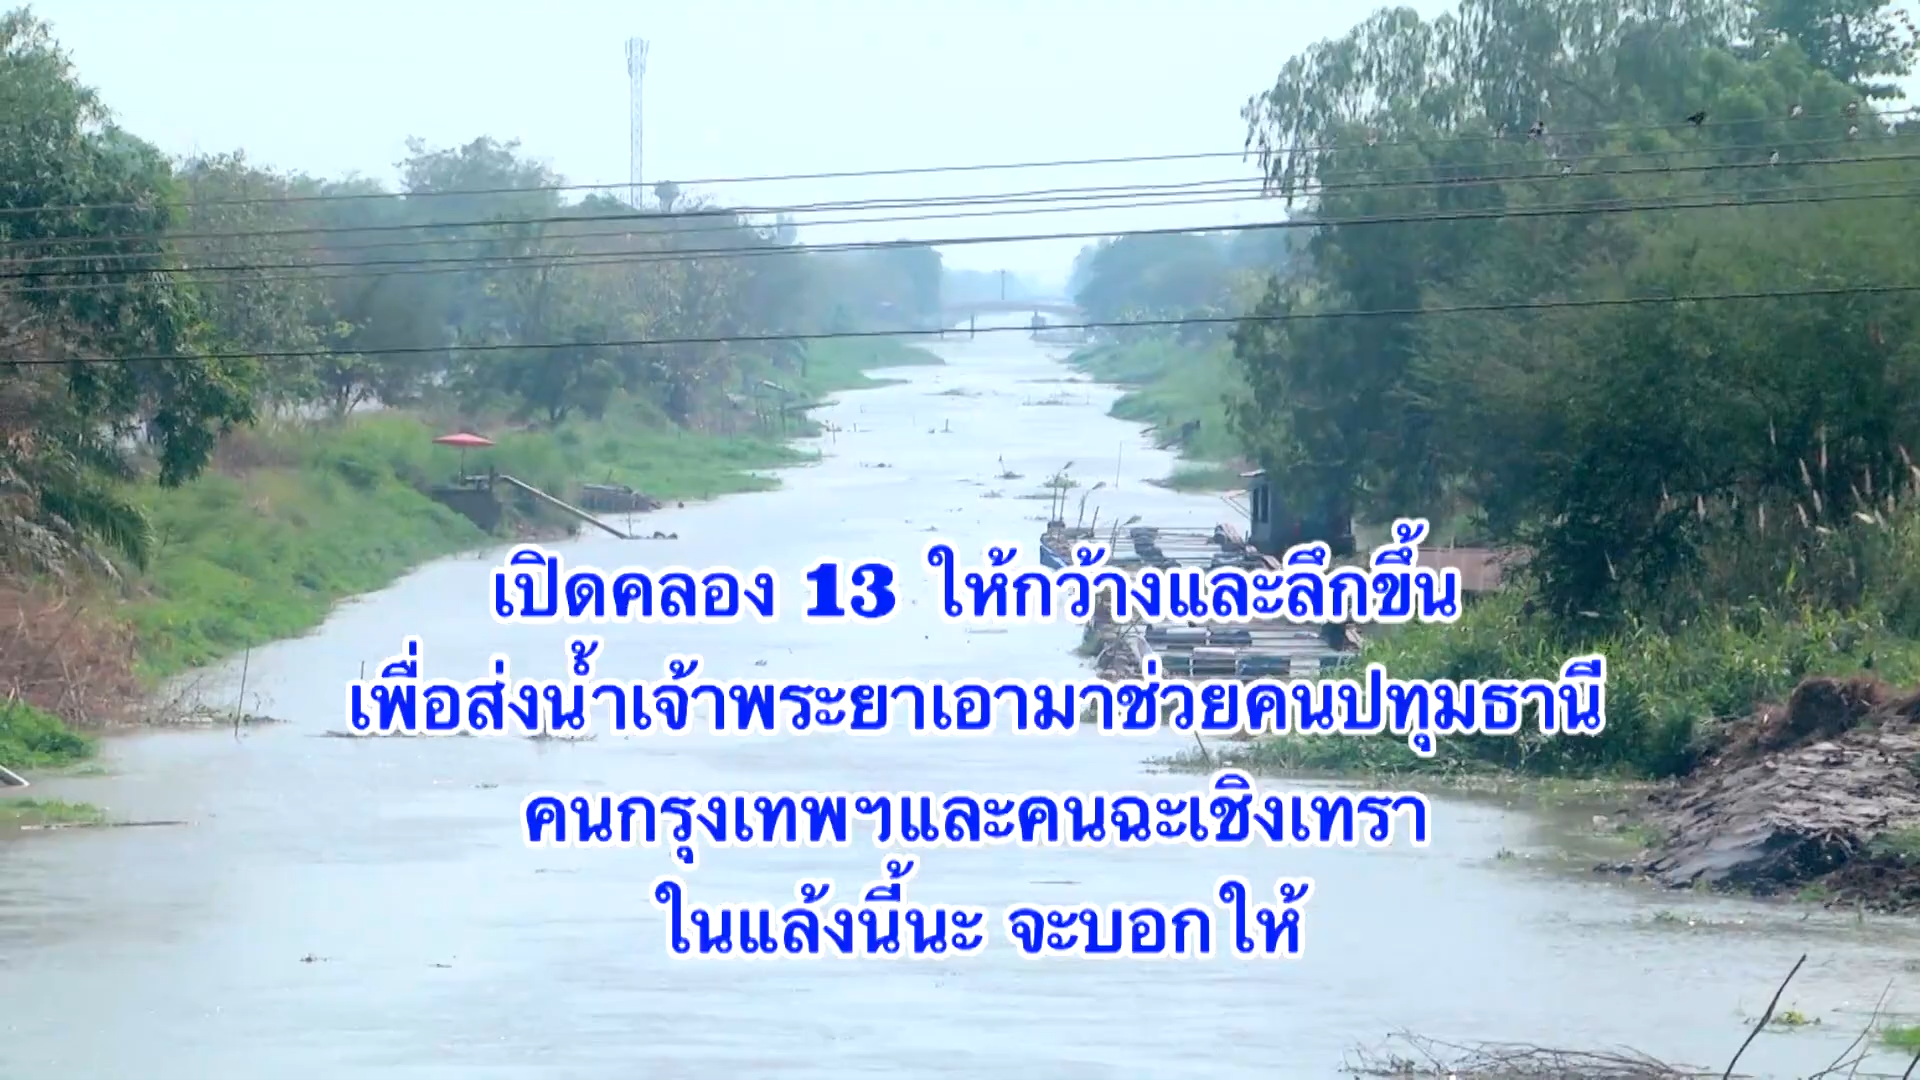 เปิดคลอง 13 ให้กว้างและลึกขึ้น
เพื่อส่งน้ำเจ้าพระยาเอามาช่วยคนปทุมธานี
คนกรุงเทพฯและคนฉะเชิงเทรา
ในแล้งนี้นะ จะบอกให้